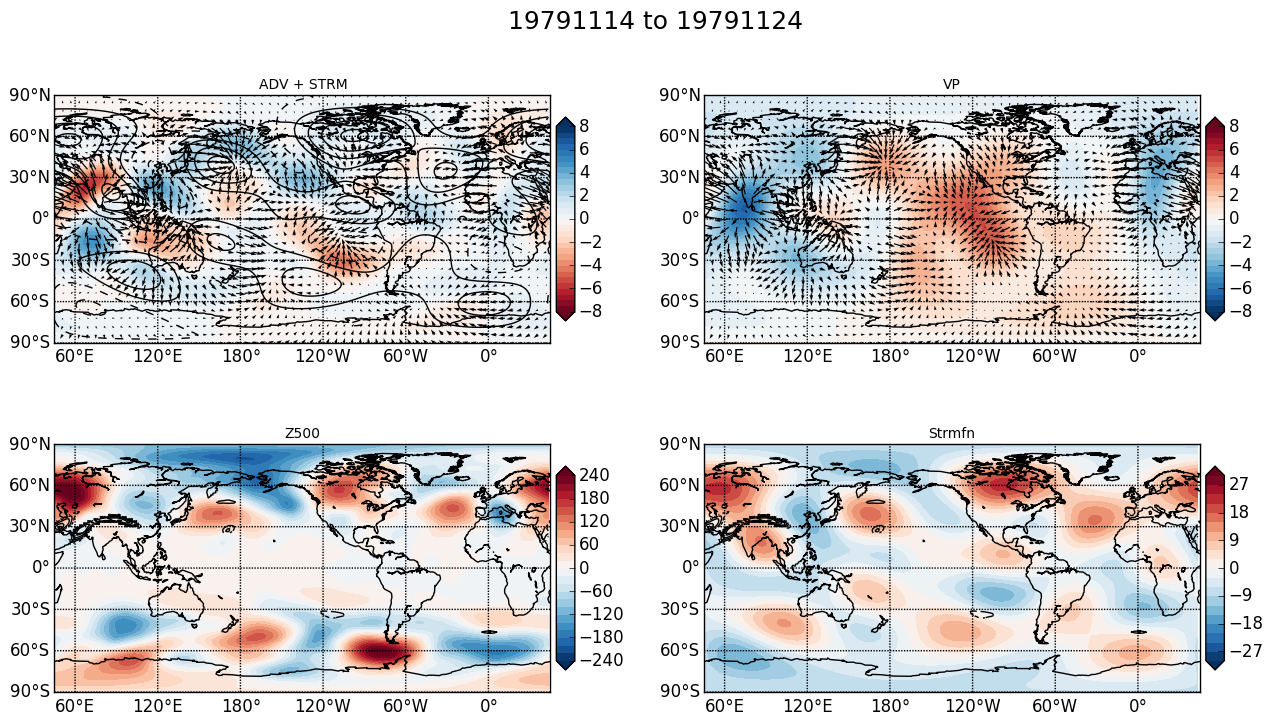 19791114 to 19791124
ADV + STRM
90°N
60°N
30°N
0°
30°S
60°S
90°S
60°E 120°E 180° 120°W 60°W 0°
8
6
4
2
0
−2
−4
−6
−8
VP
90°N
60°N
30°N
0°
30°S
60°S
90°S
60°E 120°E 180° 120°W 60°W 0°
8
6
4
2
0
−2
−4
−6
−8
Z500
90°N
60°N
30°N
0°
30°S
60°S
90°S
60°E 120°E 180° 120°W 60°W 0°
240
180
120
60
0
−60
−120
−180
−240
Strmfn
90°N
60°N
30°N
0°
30°S
60°S
90°S
60°E 120°E 180° 120°W 60°W 0°
27
18
9
0
−9
−18
−27